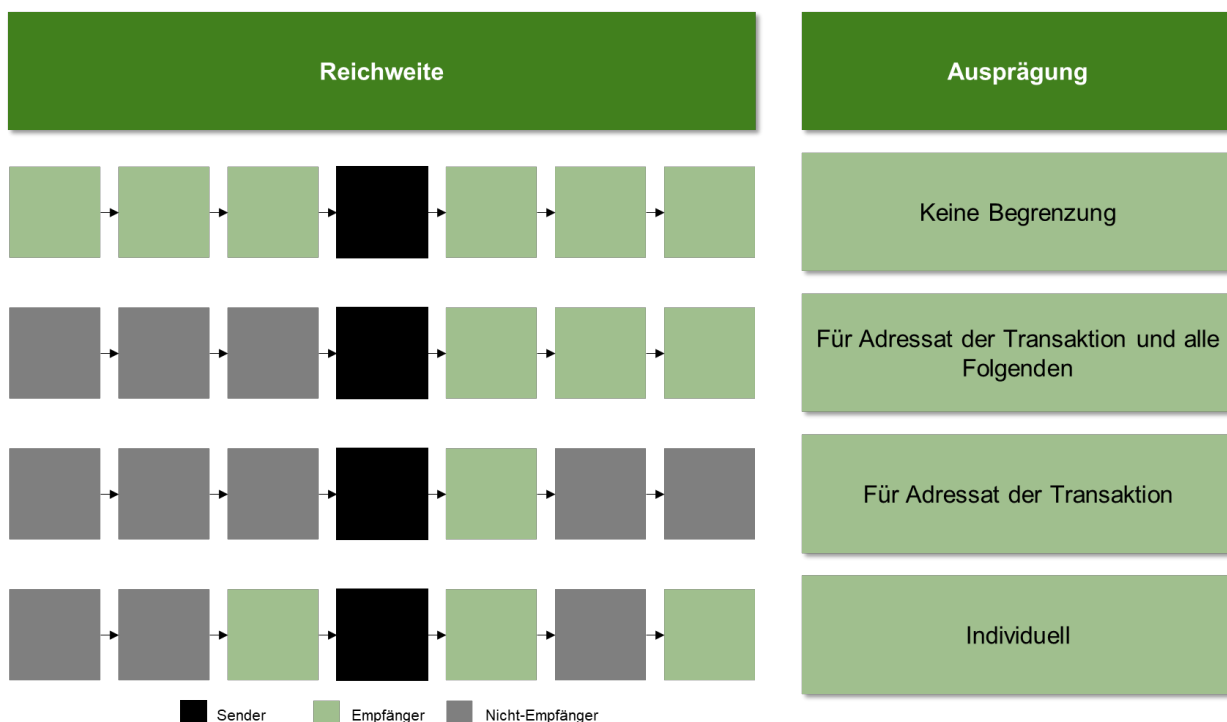 Reichweite
Ausprägung
Keine Begrenzung
Für Adressat der Transaktion und alle
Folgenden
Für Adressat der Transaktion
Individuell
Sender
Empfänger
Nicht-Empfänger